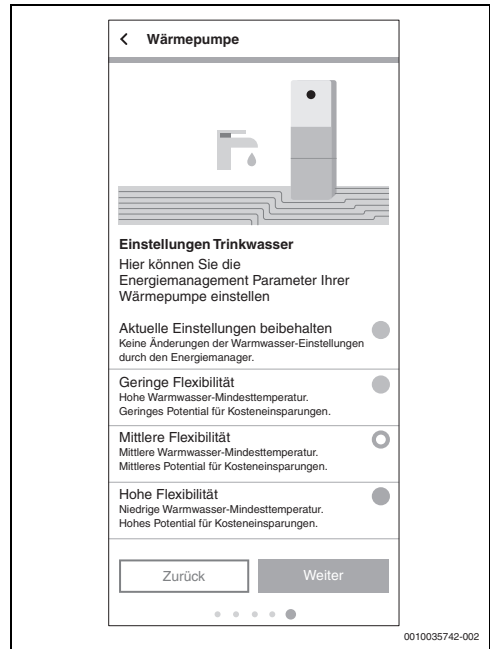 Wärmepumpe
Einstellungen Trinkwasser
Hier können Sie die
Energiemanagement Parameter Ihrer
Wärmepumpe einstellen
Aktuelle Einstellungen beibehalten
Keine Änderungen der Warmwasser-Einstellungen
durch den Energiemanager.
Geringe Flexibilität
Hohe Warmwasser-Mindesttemperatur.
Geringes Potential für Kosteneinsparungen.
Mittlere Flexibilität
Mittlere Warmwasser-Mindesttemperatur.
Mittleres Potential für Kosteneinsparungen.
Hohe Flexibilität
Niedrige Warmwasser-Mindesttemperatur.
Hohes Potential für Kosteneinsparungen.
Zurück Weiter
0010035742-002